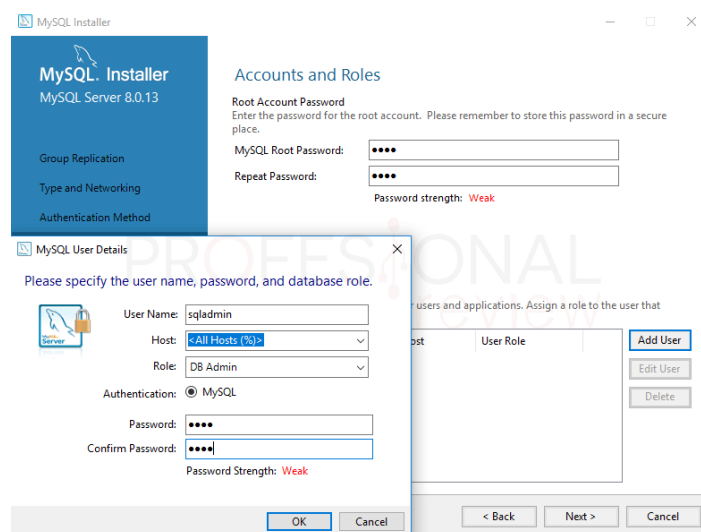 MySQL Installer
MySQL. Installer
MySQL Server 8.0.13
Group Replication
Type and Networking
Authentication Method
Accounts and Roles
Root Account Password
Enter the password for the root account. Please remember to store this password in a secure
place.
MySQL Root Password: ●●●●
Repeat Password: ●●●●
Password strength: Weak
PROFESIONAL
review
users and applications. Assign a role to the user that
ost User Role
Add User
Edit User
Delete
MySQL User Details
Please specify the user name, password, and database role.
MySQL
Server
User Name: sqladmin
Host: <All Hosts (%)>
Role: DB Admin
Authentication: MySQL
Password: ●●●●
Confirm Password: ●●●●
Password Strength: Weak
OK Cancel
< Back Next > Cancel